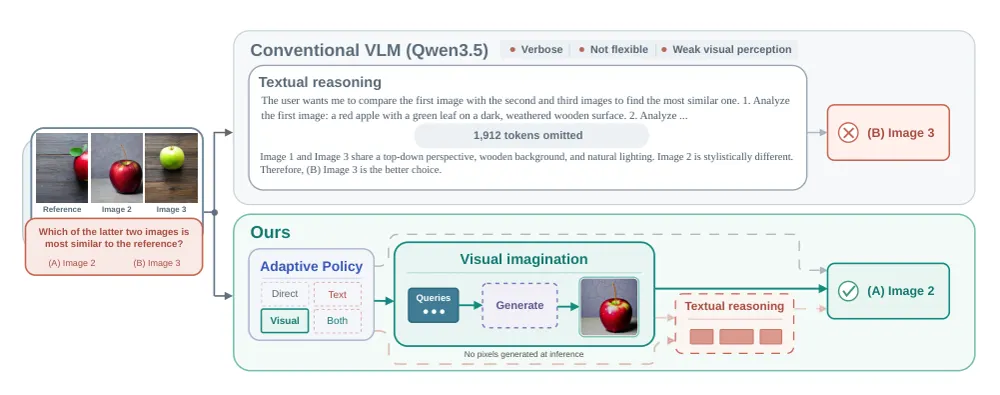 Reference
Image 2
Image 3
Which of the latter two images is
most similar to the reference?
(A) Image 2
(B) Image 3
Conventional VLM (Qwen3.5)
Verbose
Not flexible
Weak visual perception
Textual reasoning
The user wants me to compare the first image with the second and third images to find the most similar one. 1. Analyze
the first image: a red apple with a green leaf on a dark, weathered wooden surface. 2. Analyze ...
1,912 tokens omitted
Image 1 and Image 3 share a top-down perspective, wooden background, and natural lighting. Image 2 is stylistically different.
Therefore, (B) Image 3 is the better choice.
(B) Image 3
Ours
Adaptive Policy
Direct
Text
Visual
Both
Visual imagination
Queries
Generate
No pixels generated at inference
Textual reasoning
(A) Image 2